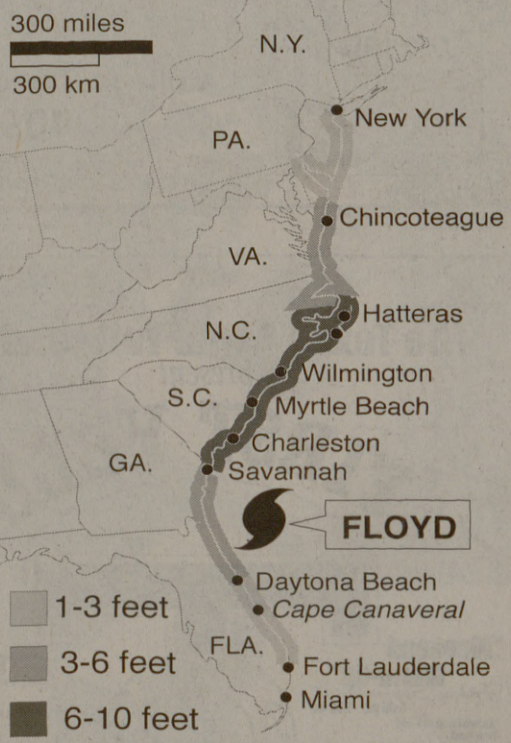 300 miles
300 km
N.Y.
New York
PA.
Chincoteague
VA.
Hatteras
N.C.
Wilmington
S.C.
Myrtle Beach
Charleston
GA.
Savannah
FLOYD
Daytona Beach
1-3 feet
Cape Canaveral
FLA.
3-6 feet
Fort Lauderdale
Miami
6-10 feet